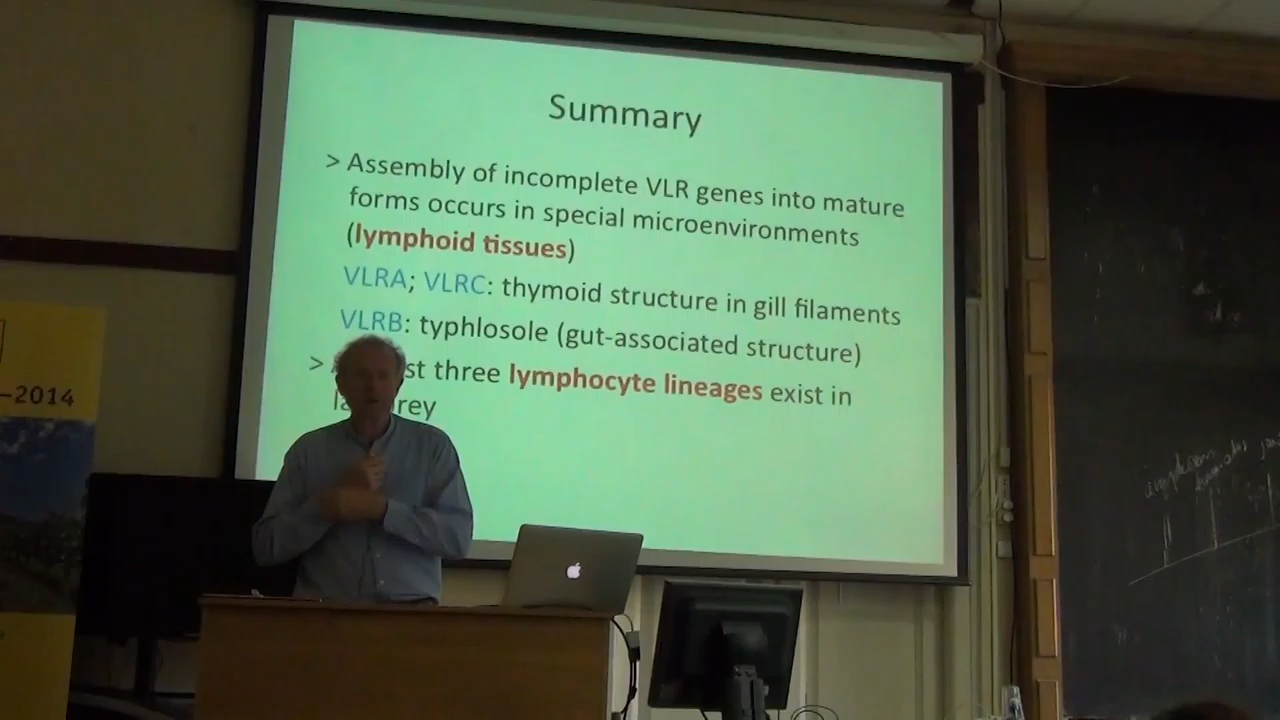 Summary
> Assembly of incomplete VLR genes into mature
forms occurs in special microenvironments
(lymphoid tissues)
VLRA; VLRC: thymoid structure in gill filaments
VLRB: typhlosole (gut-associated structure)
> st three lymphocyte lineages exist in
la rey
–2014